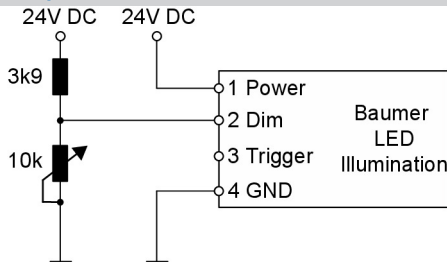 24V DC 24V DC
3k9
1 Power
2 Dim
10k
3 Trigger
4 GND
Baumer
LED
Illumination